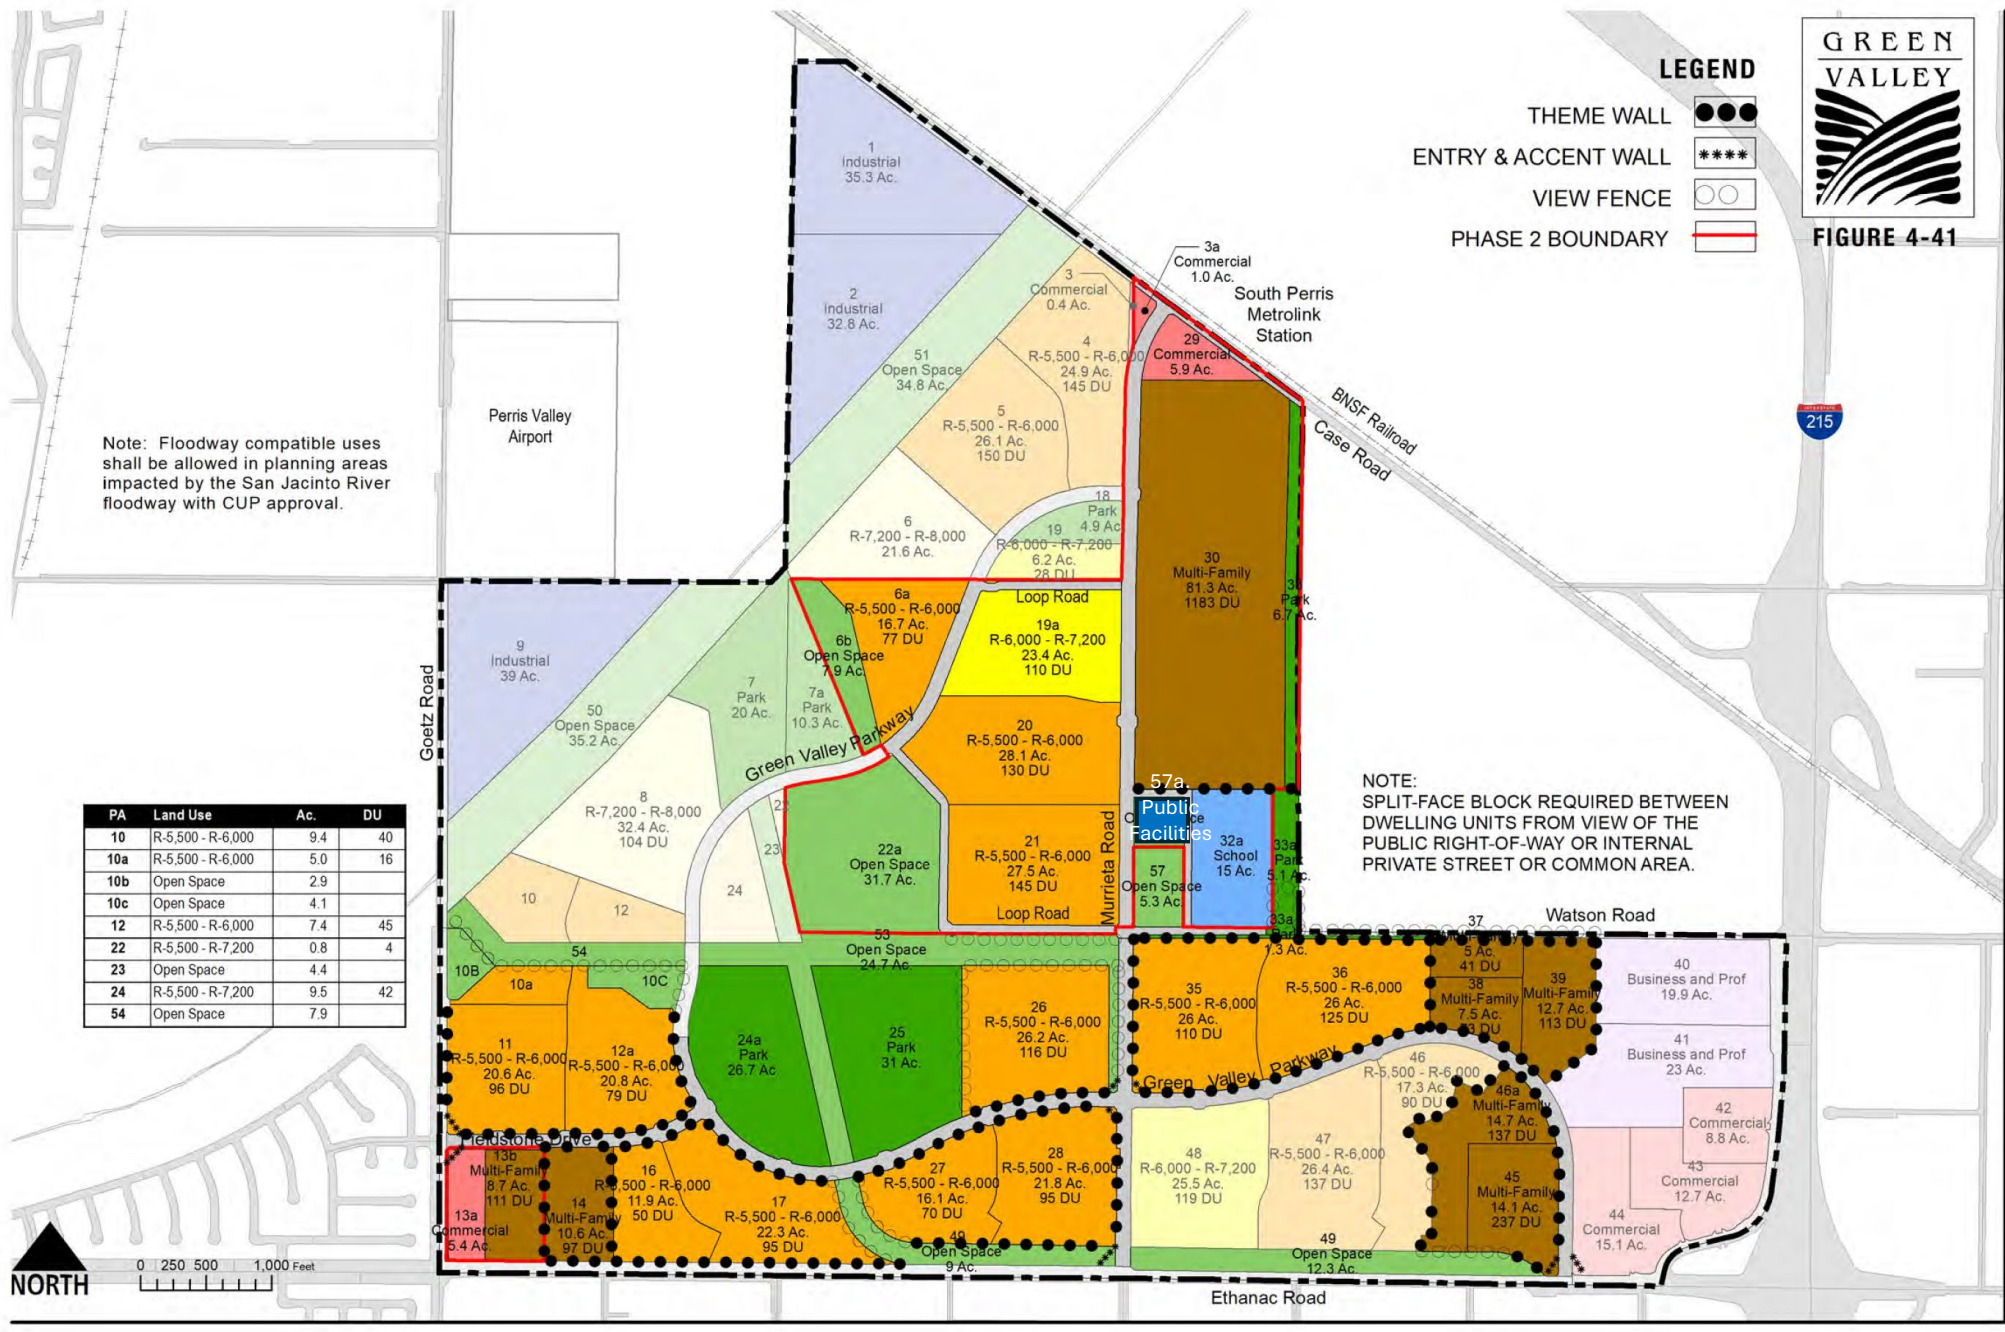 GREEN
VALLEY
FIGURE 4-41
LEGEND
THEME WALL
ENTRY & ACCENT WALL
VIEW FENCE
PHASE 2 BOUNDARY
1
Industrial
35.3 Ac.
2
Industrial
32.8 Ac.
3a
Commercial
1.0 Ac.
3
Commercial
0.4 Ac.
South Perris
Metrolink
Station
29
Commercial
5.9 Ac.
4
R-5,500 - R-6,000
24.9 Ac.
145 DU
51
Open Space
34.8 Ac.
5
R-5,500 - R-6,000
26.1 Ac.
150 DU
BNSF Railroad
Case Road
INTERSTATE
215
Perris Valley
Airport
Note: Floodway compatible uses
shall be allowed in planning areas
impacted by the San Jacinto River
floodway with CUP approval.
18
Park
4.9 Ac
6
R-7,200 - R-8,000
21.6 Ac.
19
R-6,000 - R-7,200
6.2 Ac.
28 DU
30
Multi-Family
81.3 Ac.
1183 DU
Park
6.7 Ac.
Loop Road
6a
R-5,500 - R-6,000
16.7 Ac.
77 DU
19a
R-6,000 - R-7,200
23.4 Ac.
110 DU
6b
Open Space
7.9 Ac.
9
Industrial
39 Ac.
7
Park
20 Ac.
7a
Park
10.3 Ac.
50
Open Space
35.2 Ac.
Goetz Road
Green Valley Parkway
20
R-5,500 - R-6,000
28.1 Ac.
130 DU
57a.
Public
Facilities
8
R-7,200 - R-8,000
32.4 Ac.
104 DU
23
22a
Open Space
31.7 Ac.
21
R-5,500 - R-6,000
27.5 Ac.
145 DU
Murrieta Road
32a
School
15 Ac.
33a
Park
5.1 Ac.
57
Open Space
5.3 Ac.
Loop Road
NOTE:
SPLIT-FACE BLOCK REQUIRED BETWEEN
DWELLING UNITS FROM VIEW OF THE
PUBLIC RIGHT-OF-WAY OR INTERNAL
PRIVATE STREET OR COMMON AREA.
PA Land Use Ac. DU
10 R-5,500 - R-6,000 9.4 40
10a R-5,500 - R-6,000 5.0 16
10b Open Space 2.9
10c Open Space 4.1
12 R-5,500 - R-6,000 7.4 45
22 R-5,500 - R-7,200 0.8 4
23 Open Space 4.4
24 R-5,500 - R-7,200 9.5 42
54 Open Space 7.9
10
12
24
54
53
Open Space
24.7 Ac.
33a
1.3 Ac.
37
Watson Road
5 Ac.
41 DU
10B
10C
10a
26
R-5,500 - R-6,000
26.2 Ac.
116 DU
35
R-5,500 - R-6,000
26 Ac.
110 DU
36
R-5,500 - R-6,000
26 Ac.
125 DU
38
Multi-Family
7.5 Ac.
39
Multi-Family
12.7 Ac.
113 DU
40
Business and Prof
19.9 Ac.
11
R-5,500 - R-6,000
20.6 Ac.
96 DU
12a
R-5,500 - R-6,000
20.8 Ac.
79 DU
24a
Park
26.7 Ac
25
Park
31 Ac.
Green Valley Parkway
41
Business and Prof
23 Ac.
46
R-5,500 - R-6,000
17.3 Ac.
90 DU
46a
Multi-Family
14.7 Ac.
137 DU
42
Commercial
8.8 Ac.
Fieldstone Drive
13b
Multi-Family
8.7 Ac.
111 DU
13a
Commercial
5.4 Ac.
14
Multi-Family
10.6 Ac.
97 DU
16
R-5,500 - R-6,000
11.9 Ac.
50 DU
17
R-5,500 - R-6,000
22.3 Ac.
95 DU
27
R-5,500 - R-6,000
16.1 Ac.
70 DU
28
R-5,500 - R-6,000
21.8 Ac.
95 DU
48
R-6,000 - R-7,200
25.5 Ac.
119 DU
47
R-5,500 - R-6,000
26.4 Ac.
137 DU
45
Multi-Family
14.1 Ac.
237 DU
43
Commercial
12.7 Ac.
44
Commercial
15.1 Ac.
49
Open Space
9 Ac.
49
Open Space
12.3 Ac.
Ethanac Road
NORTH
0 250 500 1,000 Feet